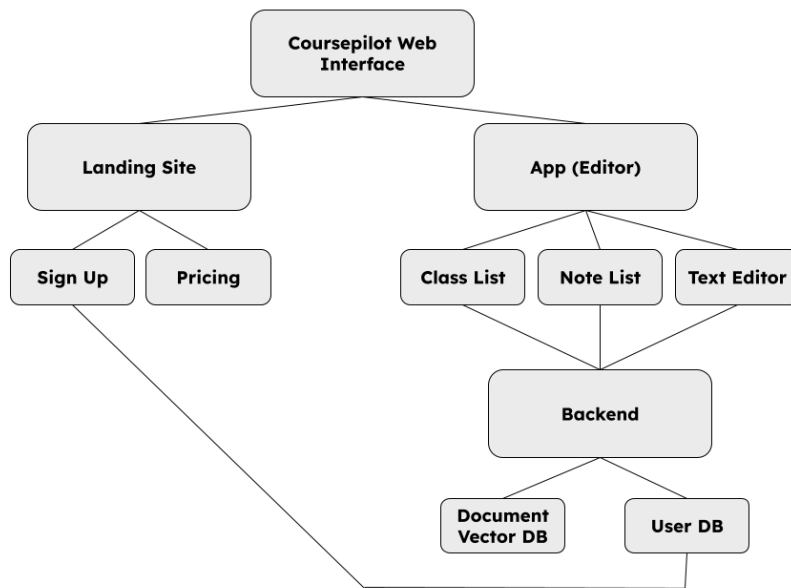 Coursepilot Web
Interface
Landing Site
App (Editor)
Sign Up
Pricing
Class List
Note List
Text Editor
Backend
Document
Vector DB
User DB